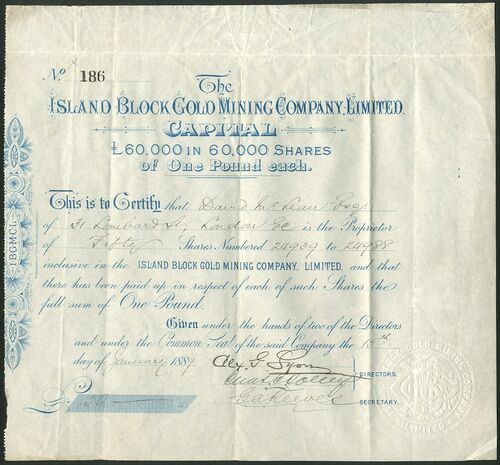 No 186
The
ISLAND BLOCK GOLD MINING COMPANY, LIMITED.
CAPITAL
£60,000 IN 60,000 SHARES
of One Pound each.
This is to Certify that David McLean Esqr
of 31 Lombard St, London EC is the Proprietor
of Fifty Shares Numbered 24939 to 24988
inclusive in the ISLAND BLOCK GOLD MINING COMPANY, LIMITED, and that
there has been paid up in respect of each of such Shares the
full sum of One Pound.
Given under the hands of two of the Directors
and under the Common Seal of the said Company the 15th
day of January 1889
DIRECTORS.
SECRETARY.
£ 50
I.B.G.M.C.L.
LIMITED